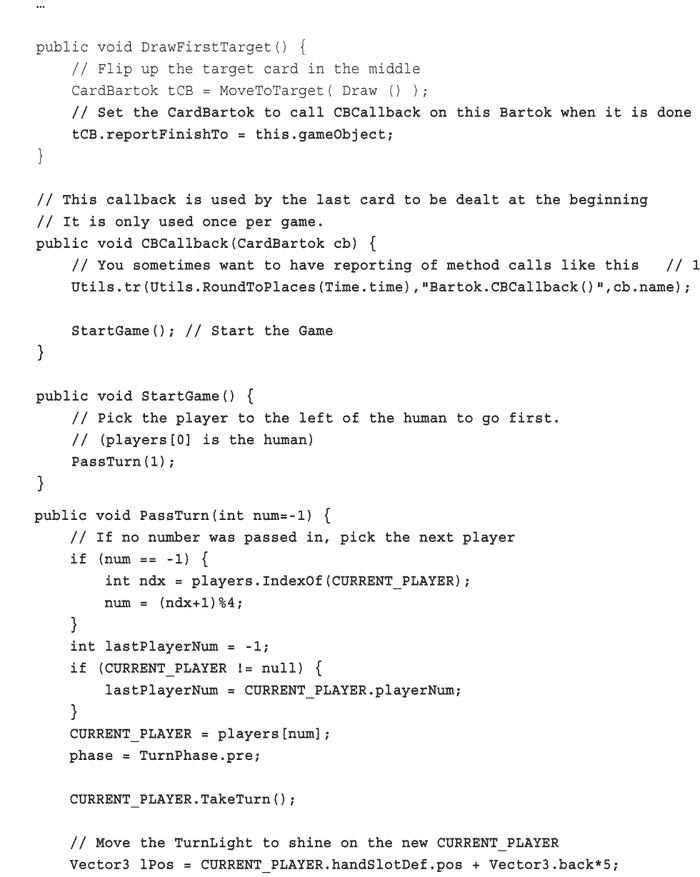 …
public void DrawFirstTarget() {
    // Flip up the target card in the middle
    CardBartok tCB = MoveToTarget( Draw () );
    // Set the CardBartok to call CBCallback on this Bartok when it is done
    tCB.reportFinishTo = this.gameObject;
}
// This callback is used by the last card to be dealt at the beginning
// It is only used once per game.
public void CBCallback(CardBartok cb) {
    // You sometimes want to have reporting of method calls like this   // 1
    Utils.tr(Utils.RoundToPlaces(Time.time),"Bartok.CBCallback()",cb.name);
    StartGame(); // Start the Game
}
public void StartGame() {
    // Pick the player to the left of the human to go first.
    // (players[0] is the human)
    PassTurn(1);
}
public void PassTurn(int num=-1) {
    // If no number was passed in, pick the next player
    if (num == -1) {
        int ndx = players.IndexOf(CURRENT_PLAYER);
        num = (ndx+1)%4;
    }
    int lastPlayerNum = -1;
    if (CURRENT_PLAYER != null) {
        lastPlayerNum = CURRENT_PLAYER.playerNum;
    }
    CURRENT_PLAYER = players[num];
    phase = TurnPhase.pre;
    CURRENT_PLAYER.TakeTurn();
    // Move the TurnLight to shine on the new CURRENT_PLAYER
    Vector3 lPos = CURRENT_PLAYER.handSlotDef.pos + Vector3.back*5;